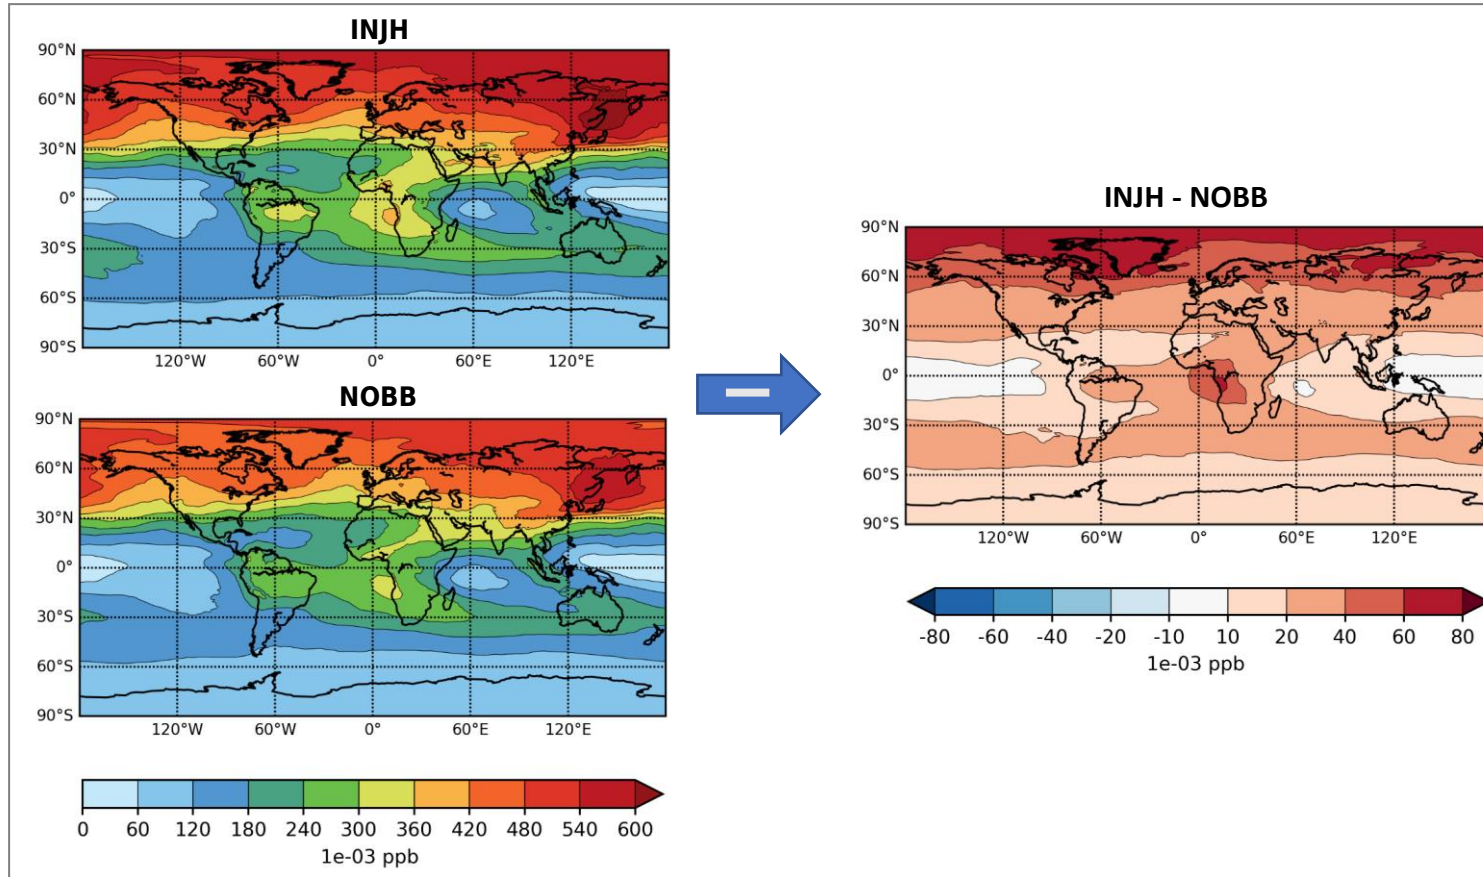 INJH
90°N
60°N
30°N
0°
30°S
60°S
90°S
120°W 60°W 0° 60°E 120°E
NOBB
90°N
60°N
30°N
0°
30°S
60°S
90°S
120°W 60°W 0° 60°E 120°E
0 60 120 180 240 300 360 420 480 540 600
1e-03 ppb
INJH - NOBB
90°N
60°N
30°N
0°
30°S
60°S
90°S
120°W 60°W 0° 60°E 120°E
-80 -60 -40 -20 -10 10 20 40 60 80
1e-03 ppb